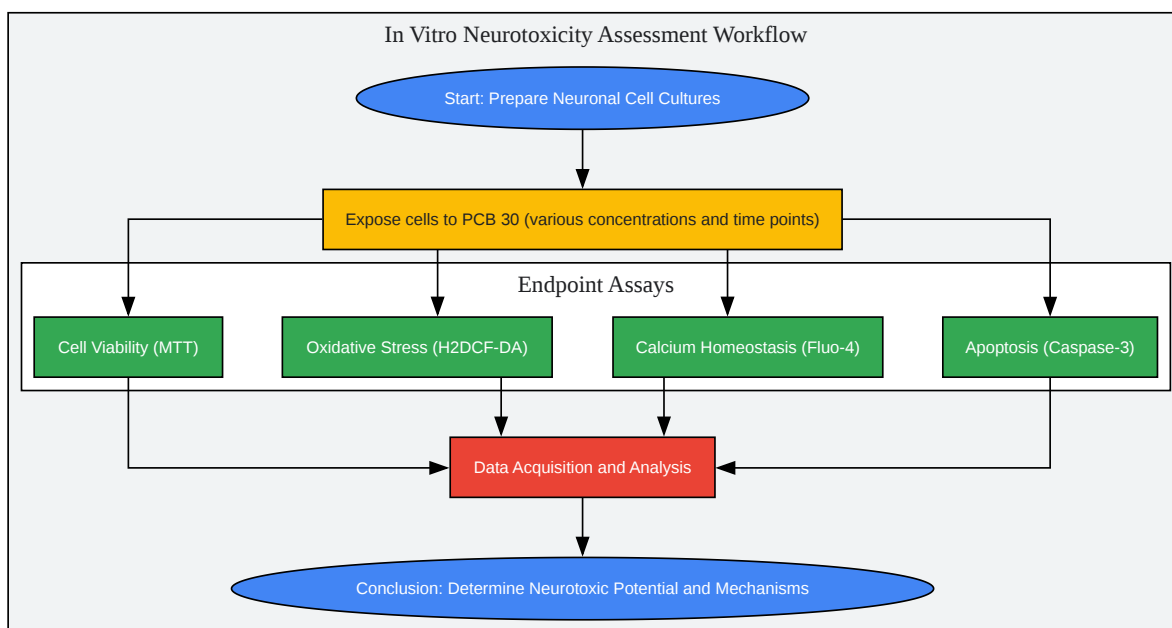 In Vitro Neurotoxicity Assessment Workflow
Start: Prepare Neuronal Cell Cultures
Expose cells to PCB 30 (various concentrations and time points)
Endpoint Assays
Cell Viability (MTT)
Oxidative Stress (H2DCF-DA)
Calcium Homeostasis (Fluo-4)
Apoptosis (Caspase-3)
Data Acquisition and Analysis
Conclusion: Determine Neurotoxic Potential and Mechanisms